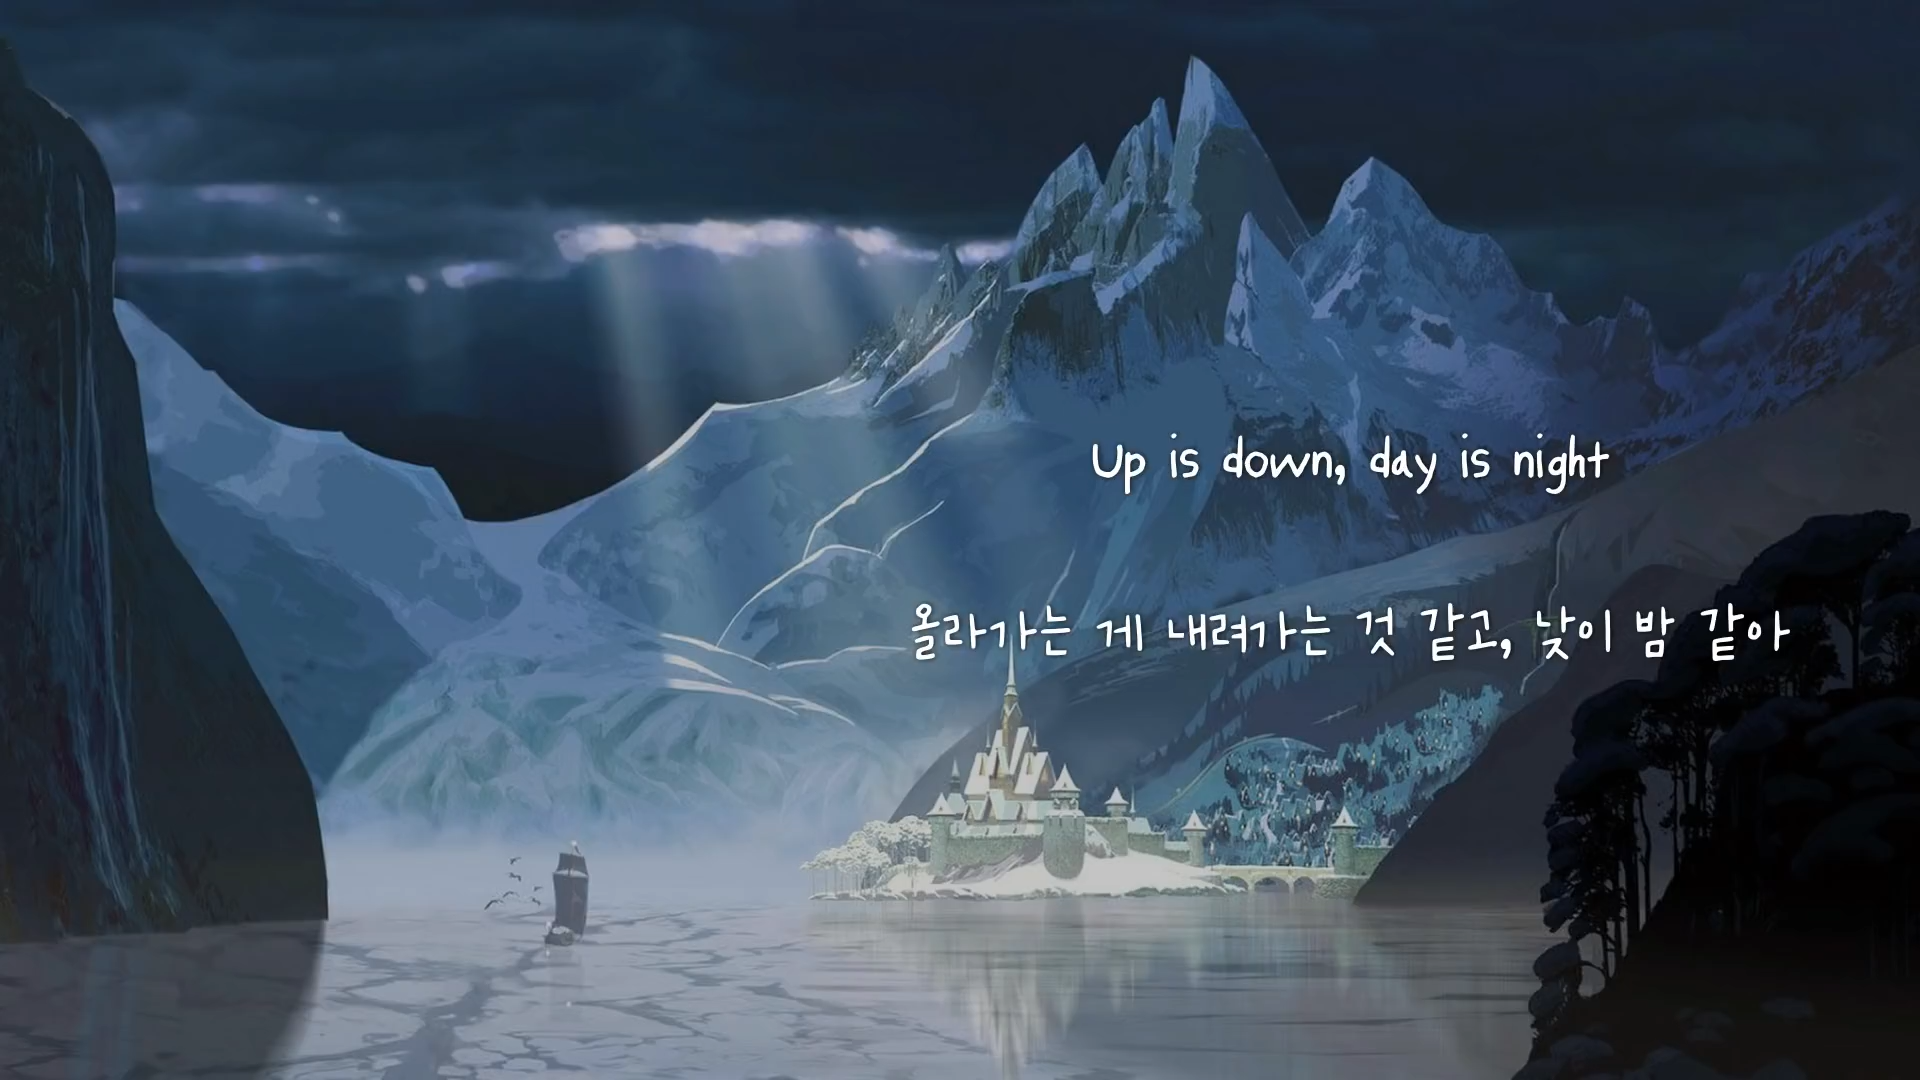 Up is down, day is night
올라가는 게 내려가는 것 같고, 낮이 밤 같아